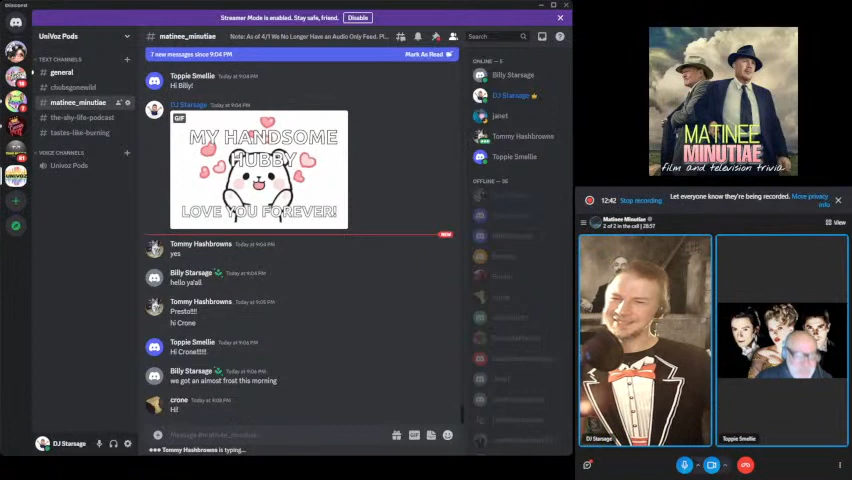 Discord
Streamer Mode is enabled. Stay safe, friend.
Disable
UniVoz Pods
matinee_minutiae
Note: As of 4/1 We No Longer Have an Audio Only Feed. P...
Search
7 new messages since 9:04 PM
Mark As Read
TEXT CHANNELS
general
chubsgonewild
matinee_minutiae
the-shy-life-podcast
tastes-like-burning
VOICE CHANNELS
Univoz Pods
Toppie Smellie Today at 9:04 PM
Hi Billy!
DJ Starsage Today at 9:04 PM
GIF
MY HANDSOME
HUBBY
LOVE YOU FOREVER!
NEW
Tommy Hashbrowns Today at 9:04 PM
yes
Billy Starsage Today at 9:04 PM
hello ya'all
Tommy Hashbrowns Today at 9:05 PM
Presto!!!!
hi Crone
Toppie Smellie Today at 9:06 PM
Hi Crone!!!!!!
Billy Starsage Today at 9:06 PM
we got an almost frost this morning
crone Today at 9:08 PM
Hi!
Message #matinee_minutiae
GIF
Tommy Hashbrowns is typing...
DJ Starsage
ONLINE — 5
Billy Starsage
DJ Starsage
janet
Tommy Hashbrowns
Toppie Smellie
OFFLINE — 35
MATINEE
MINUTIAE
film and television trivia
12:42
Stop recording
Let everyone know they're being recorded. More privacy
info
Matinee Minutiae
2 of 2 in the call | 28:57
View
DJ Starsage
Toppie Smellie